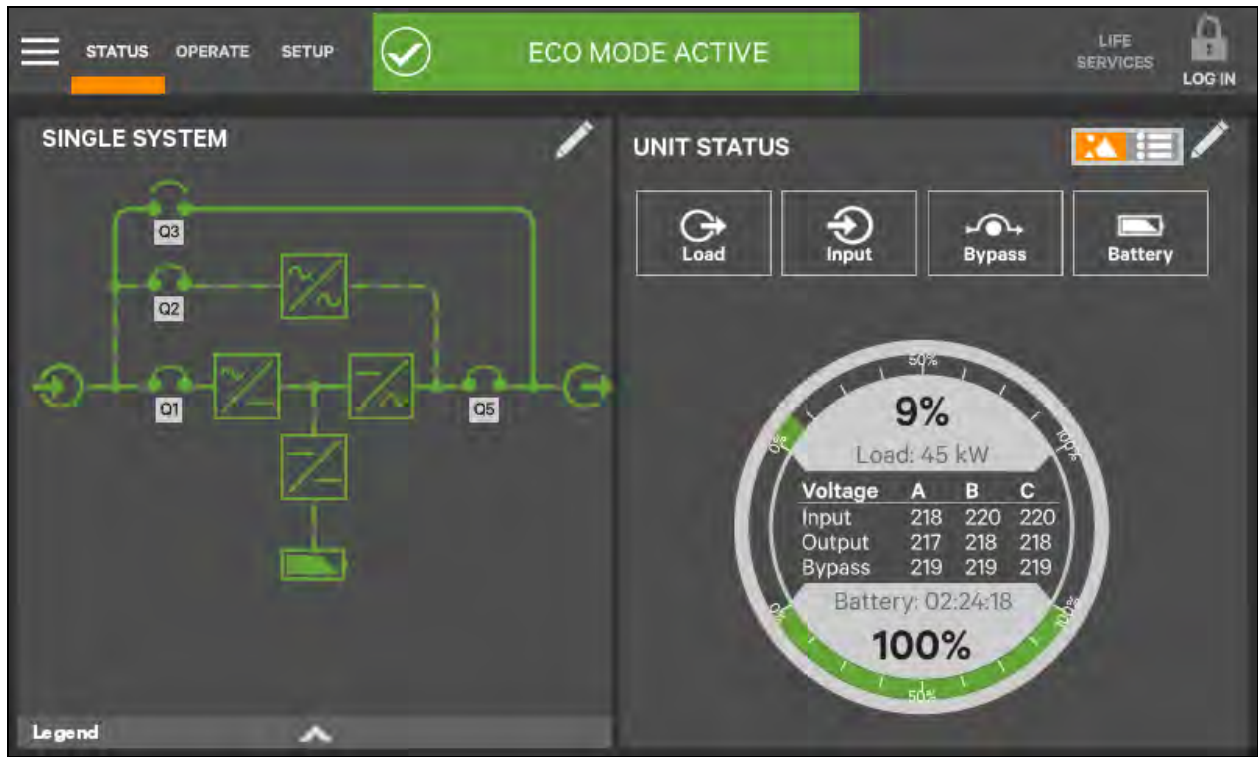 STATUS OPERATE SETUP
ECO MODE ACTIVE
LIFE
SERVICES
LOG IN
SINGLE SYSTEM
Q3
Q2
Q1
Q5
Legend
UNIT STATUS
Load
Input
Bypass
Battery
50%
0%
100%
9%
Load: 45 kW
Voltage A B C
Input 218 220 220
Output 217 218 218
Bypass 219 219 219
Battery: 02:24:18
0%
100%
100%
50%